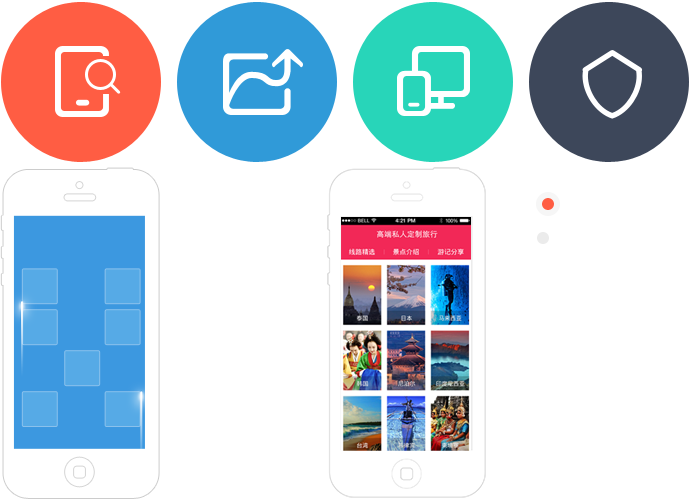 BELL 4:21 PM 100%
高端私人定制旅行
线路精选 景点介绍 游记分享
泰国 日本 马来西亚
韩国 尼泊尔 印度尼西亚
台湾